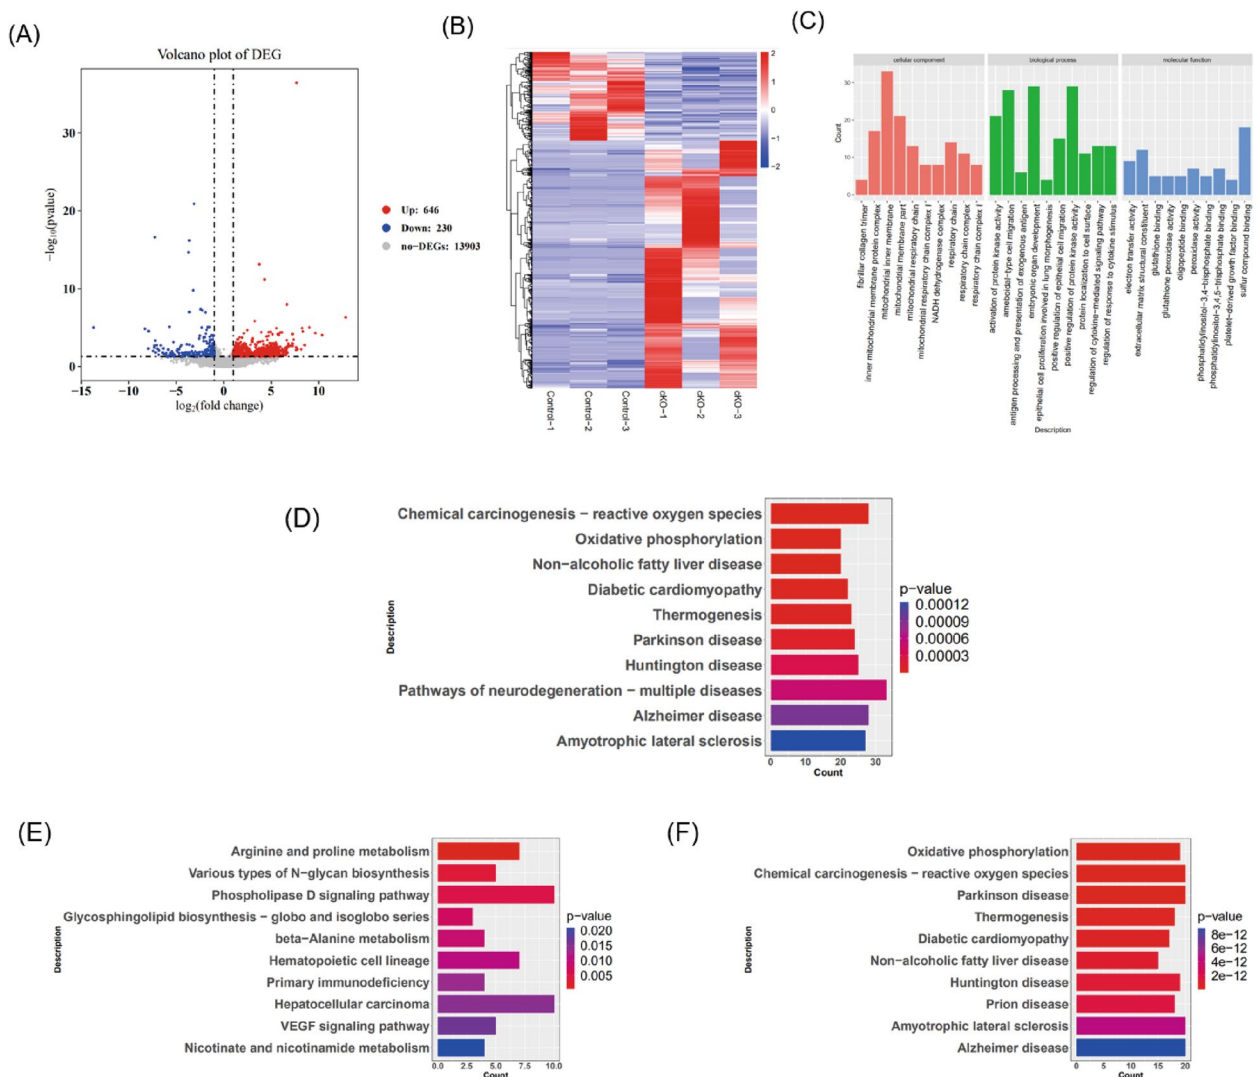 (A)
Volcano plot of DEG
−log10(pvalue)
30
20
10
0
−15
−10
−5
0
5
10
log2(fold change)
Up: 646
Down: 230
no−DEGs: 13903
(B)
2
1
0
−1
−2
Control−1
Control−2
Control−3
cKO−1
cKO−2
cKO−3
(C)
cellular component
biological process
molecular function
Count
30
20
10
0
fibrillar collagen trimer
inner mitochondrial membrane protein complex
mitochondrial inner membrane
mitochondrial membrane part
mitochondrial respiratory chain
mitochondrial respiratory chain complex I
NADH dehydrogenase complex
respiratory chain
respiratory chain complex
respiratory chain complex I
activation of protein kinase activity
ameboidal−type cell migration
antigen processing and presentation of exogenous antigen
embryonic organ development
epithelial cell proliferation involved in lung morphogenesis
positive regulation of epithelial cell migration
positive regulation of protein kinase activity
protein localization to cell surface
regulation of cytokine−mediated signaling pathway
regulation of response to cytokine stimulus
electron transfer activity
extracellular matrix structural constituent
glutathione binding
glutathione peroxidase activity
oligopeptide binding
peroxidase activity
phosphatidylinositol−3,4−bisphosphate binding
phosphatidylinositol−3,4,5−trisphosphate binding
platelet−derived growth factor binding
sulfur compound binding
Description
(D)
Description
Chemical carcinogenesis − reactive oxygen species
Oxidative phosphorylation
Non−alcoholic fatty liver disease
Diabetic cardiomyopathy
Thermogenesis
Parkinson disease
Huntington disease
Pathways of neurodegeneration − multiple diseases
Alzheimer disease
Amyotrophic lateral sclerosis
0 10 20 30
Count
p−value
0.00012
0.00009
0.00006
0.00003
(E)
Description
Arginine and proline metabolism
Various types of N−glycan biosynthesis
Phospholipase D signaling pathway
Glycosphingolipid biosynthesis − globo and isoglobo series
beta−Alanine metabolism
Hematopoietic cell lineage
Primary immunodeficiency
Hepatocellular carcinoma
VEGF signaling pathway
Nicotinate and nicotinamide metabolism
0.0 2.5 5.0 7.5 10.0
Count
p−value
0.020
0.015
0.010
0.005
(F)
Description
Oxidative phosphorylation
Chemical carcinogenesis − reactive oxygen species
Parkinson disease
Thermogenesis
Diabetic cardiomyopathy
Non−alcoholic fatty liver disease
Huntington disease
Prion disease
Amyotrophic lateral sclerosis
Alzheimer disease
0 5 10 15 20
Count
p−value
8e−12
6e−12
4e−12
2e−12